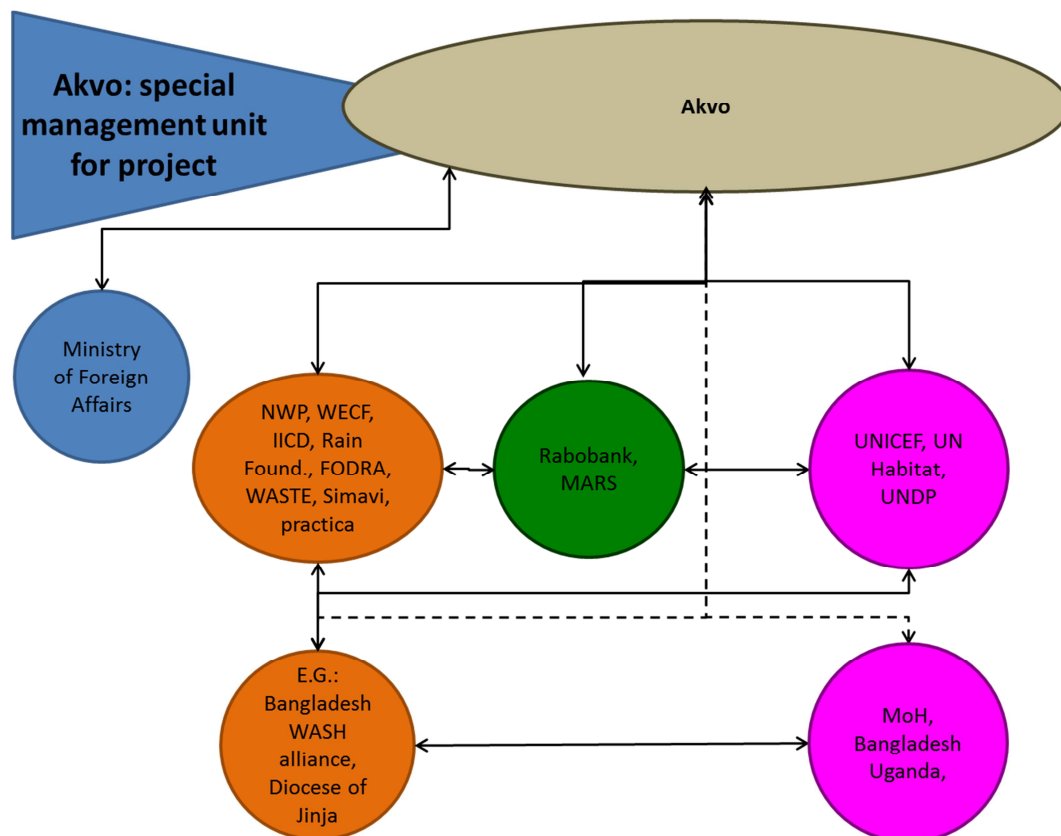 Akvo: special
management unit
for project
Akvo
Ministry
of Foreign
Affairs
NWP, WECF,
IICD, Rain
Found., FODRA,
WASTE, Simavi,
practica
Rabobank,
MARS
UNICEF, UN
Habitat,
UNDP
E.G.:
Bangladesh
WASH
alliance,
Diocese of
Jinja
MoH,
Bangladesh
Uganda,